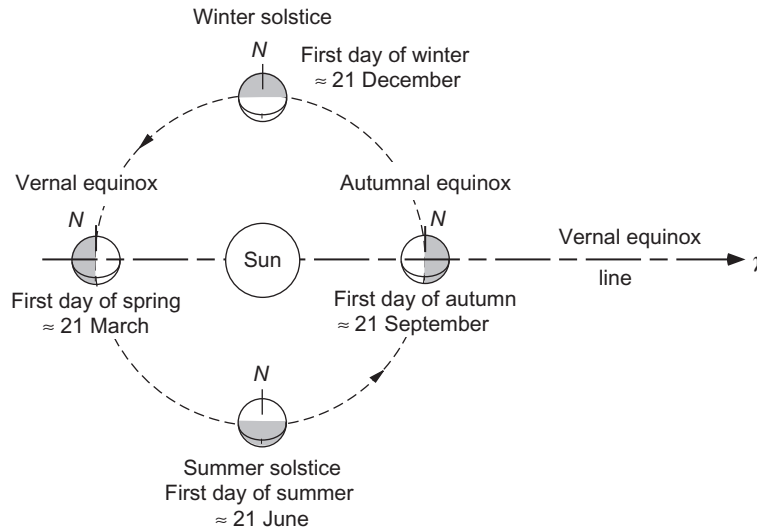 Winter solstice
N
First day of winter
≈ 21 December
Vernal equinox
Autumnal equinox
N
N
Sun
Vernal equinox
line
First day of spring
≈ 21 March
First day of autumn
≈ 21 September
N
Summer solstice
First day of summer
≈ 21 June